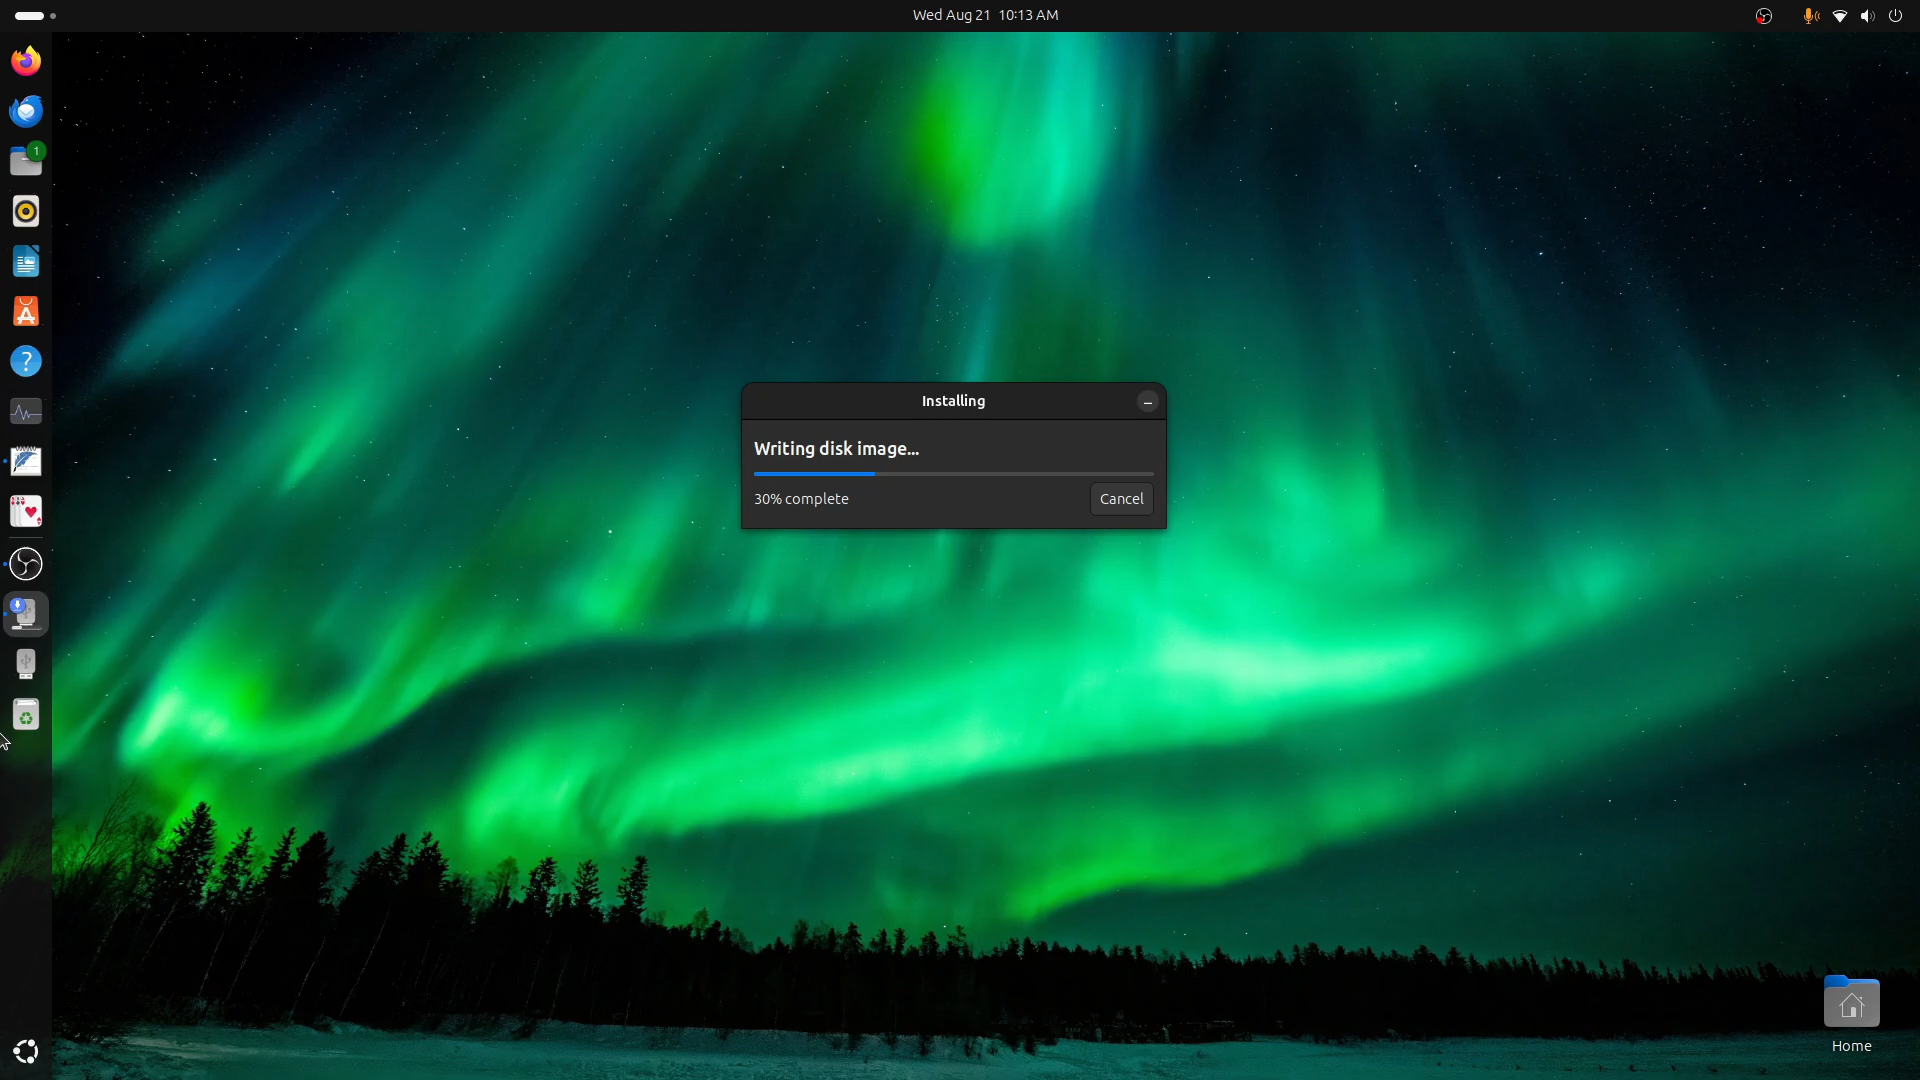 Wed Aug 21 10:13 AM
1
Installing
Writing disk image...
30% complete
Cancel
Home